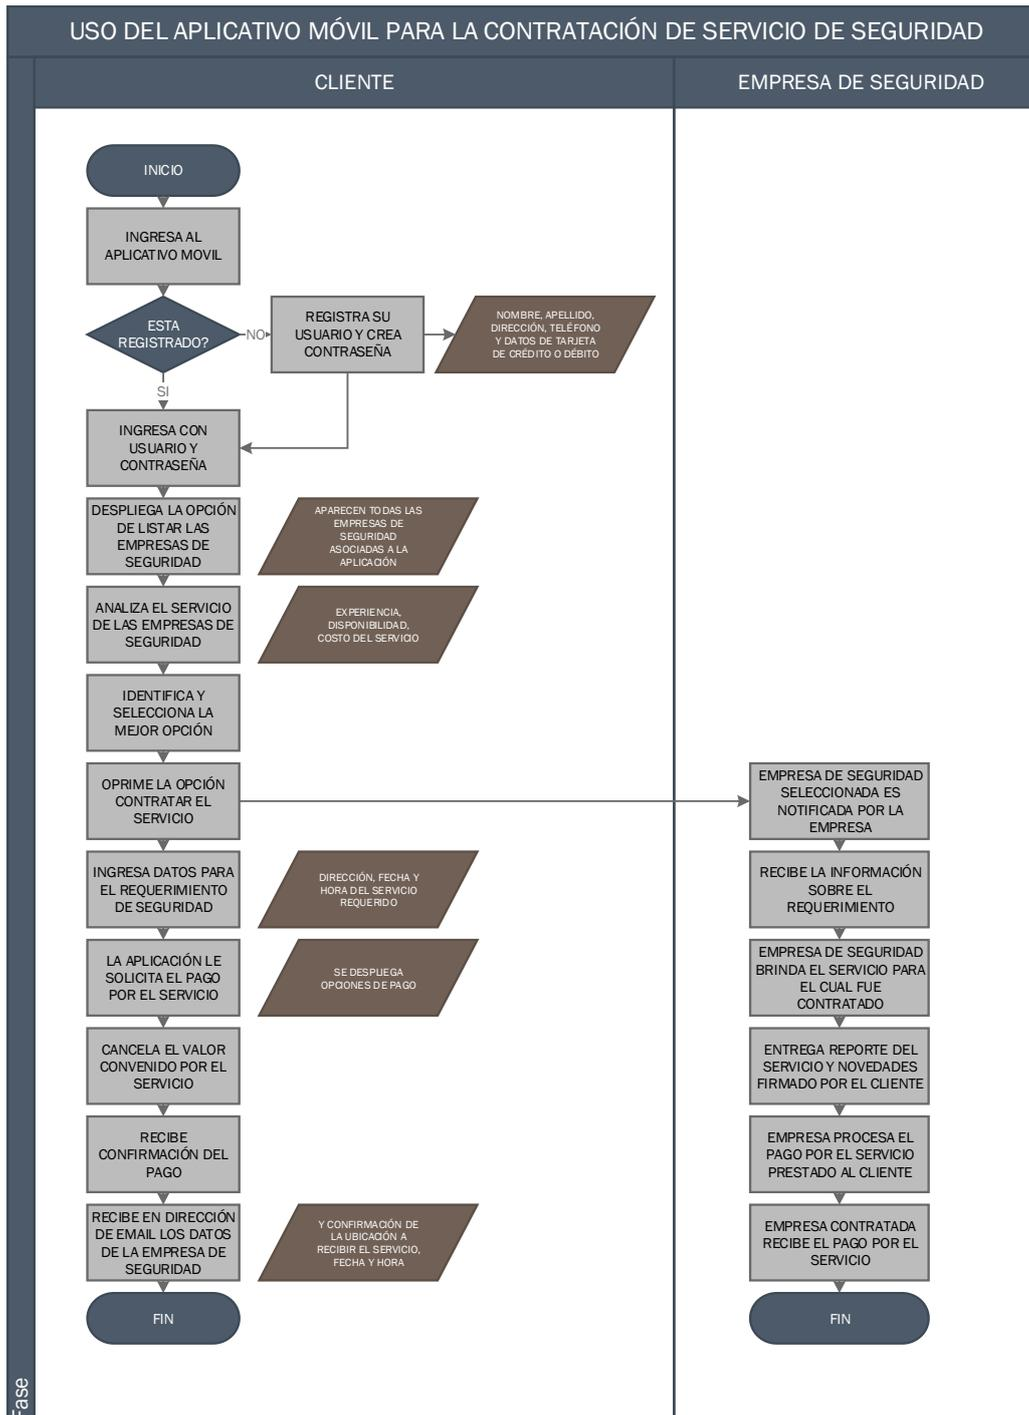 USO DEL APLICATIVO MÓVIL PARA LA CONTRATACIÓN DE SERVICIO DE SEGURIDAD
CLIENTE
EMPRESA DE SEGURIDAD
INICIO
INGRESA AL
APLICATIVO MOVIL
ESTA
REGISTRADO?
NO
REGISTRA SU
USUARIO Y CREA
CONTRASEÑA
NOMBRE, APELLIDO,
DIRECCIÓN, TELÉFONO
Y DATOS DE TARJETA
DE CRÉDITO O DÉBITO
SI
INGRESA CON
USUARIO Y
CONTRASEÑA
DESPLIEGA LA OPCIÓN
DE LISTAR LAS
EMPRESAS DE
SEGURIDAD
APARECEN TODAS LAS
EMPRESAS DE
SEGURIDAD
ASOCIADAS A LA
APLICACIÓN
ANALIZA EL SERVICIO
DE LAS EMPRESAS DE
SEGURIDAD
EXPERIENCIA,
DISPONIBILIDAD,
COSTO DEL SERVICIO
IDENTIFICA Y
SELECCIONA LA
MEJOR OPCIÓN
OPRIME LA OPCIÓN
CONTRATAR EL
SERVICIO
INGRESA DATOS PARA
EL REQUERIMIENTO
DE SEGURIDAD
DIRECCIÓN, FECHA Y
HORA DEL SERVICIO
REQUERIDO
LA APLICACIÓN LE
SOLICITA EL PAGO
POR EL SERVICIO
SE DESPLIEGA
OPCIONES DE PAGO
CANCELA EL VALOR
CONVENIDO POR EL
SERVICIO
RECIBE
CONFIRMACIÓN DEL
PAGO
RECIBE EN DIRECCIÓN
DE EMAIL LOS DATOS
DE LA EMPRESA DE
SEGURIDAD
Y CONFIRMACIÓN DE
LA UBICACIÓN A
RECIBIR EL SERVICIO,
FECHA Y HORA
FIN
EMPRESA DE SEGURIDAD
SELECCIONADA ES
NOTIFICADA POR LA
EMPRESA
RECIBE LA INFORMACIÓN
SOBRE EL
REQUERIMIENTO
EMPRESA DE SEGURIDAD
BRINDA EL SERVICIO PARA
EL CUAL FUE
CONTRATADO
ENTREGA REPORTE DEL
SERVICIO Y NOVEDADES
FIRMADO POR EL CLIENTE
EMPRESA PROCESA EL
PAGO POR EL SERVICIO
PRESTADO AL CLIENTE
EMPRESA CONTRATADA
RECIBE EL PAGO POR EL
SERVICIO
FIN
Fase